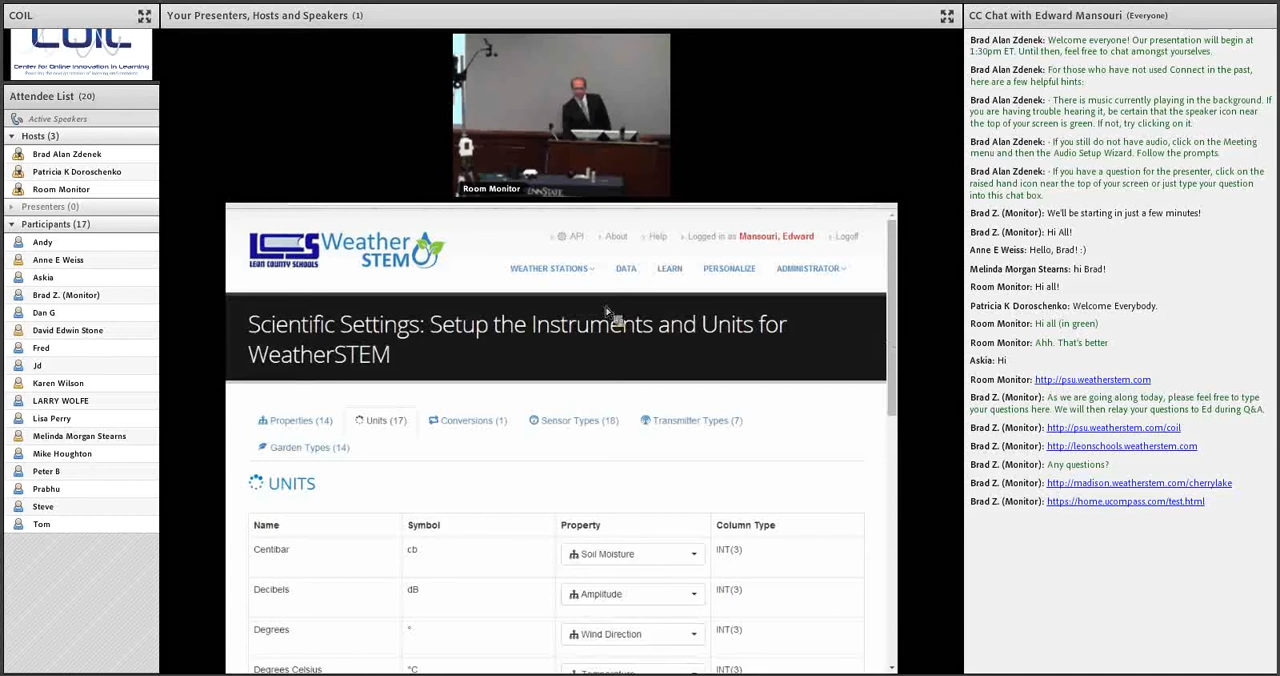 COIL
COIL
Center for Online Innovation in Learning
Attendee List (20)
Active Speakers
Hosts (3)
Brad Alan Zdenek
Patricia K Doroschenko
Room Monitor
Presenters (0)
Participants (17)
Andy
Anne E Weiss
Askia
Brad Z. (Monitor)
Dan G
David Edwin Stone
Fred
Jd
Karen Wilson
LARRY WOLFE
Lisa Perry
Melinda Morgan Stearns
Mike Houghton
Peter B
Prabhu
Steve
Tom
Your Presenters, Hosts and Speakers (1)
Room Monitor
PENNSTATE
LCS Weather STEM
LEON COUNTY SCHOOLS
API About Help Logged in as Mansouri, Edward Logoff
WEATHER STATIONS DATA LEARN PERSONALIZE ADMINISTRATOR
Scientific Settings: Setup the Instruments and Units for
WeatherSTEM
Properties (14) Units (17) Conversions (1) Sensor Types (18) Transmitter Types (7)
Garden Types (14)
UNITS
Name Symbol Property Column Type
Centibar cb Soil Moisture INT(3)
Decibels dB Amplitude INT(3)
Degrees ° Wind Direction INT(3)
Degrees Celsius °C Temperature INT(3)
CC Chat with Edward Mansouri (Everyone)
Brad Alan Zdenek: Welcome everyone! Our presentation will begin at
1:30pm ET. Until then, feel free to chat amongst yourselves.
Brad Alan Zdenek: For those who have not used Connect in the past,
here are a few helpful hints:
Brad Alan Zdenek: - There is music currently playing in the background. If
you are having trouble hearing it, be certain that the speaker icon near
the top of your screen is green. If not, try clicking on it.
Brad Alan Zdenek: - If you still do not have audio, click on the Meeting
menu and then the Audio Setup Wizard. Follow the prompts.
Brad Alan Zdenek: - If you have a question for the presenter, click on the
raised hand icon near the top of your screen or just type your question
into this chat box.
Brad Z. (Monitor): We'll be starting in just a few minutes!
Brad Z. (Monitor): Hi All!
Anne E Weiss: Hello, Brad! :)
Melinda Morgan Stearns: hi Brad!
Room Monitor: Hi all!
Patricia K Doroschenko: Welcome Everybody.
Room Monitor: Hi all (in green)
Room Monitor: Ahh. That's better
Askia: Hi
Room Monitor: http://psu.weatherstem.com
Brad Z. (Monitor): As we are going along today, please feel free to type
your questions here. We will then relay your questions to Ed during Q&A.
Brad Z. (Monitor): http://psu.weatherstem.com/coil
Brad Z. (Monitor): http://leonschools.weatherstem.com
Brad Z. (Monitor): Any questions?
Brad Z. (Monitor): http://madison.weatherstem.com/cherrylake
Brad Z. (Monitor): https://home.ucompass.com/test.html